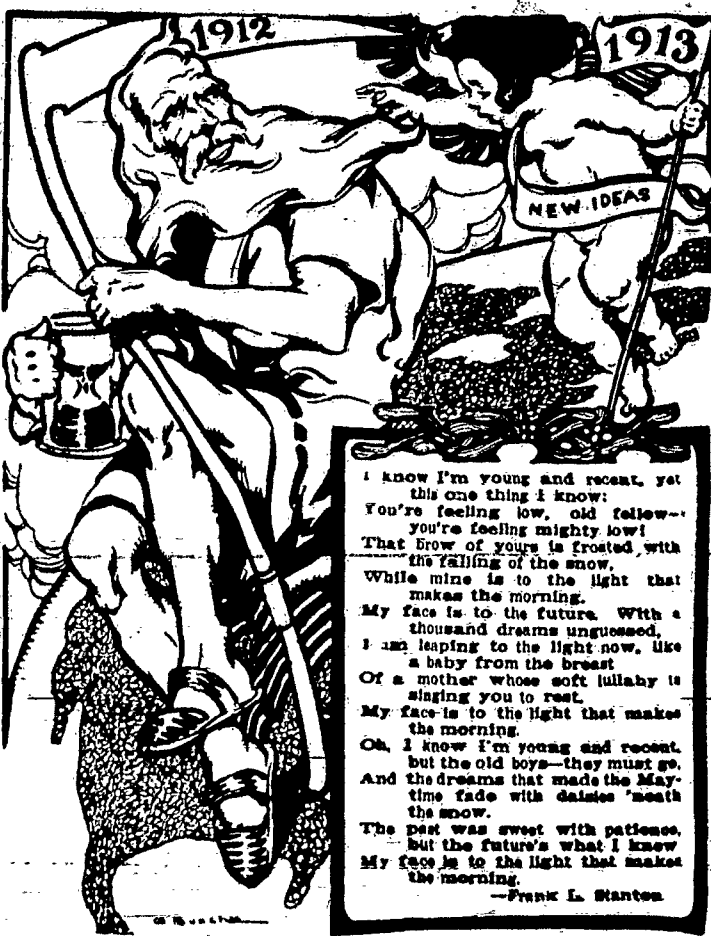 1912
1913
NEW IDEAS
I know I'm young and recent, yet
this one thing I know:
You're feeling low, old fellow—
you're feeling mighty low!
That brow of yours is frosted with
the falling of the snow,
While mine is to the light that
makes the morning.
My face is to the future. With a
thousand dreams unguessed,
I am leaping to the light now, like
a baby from the breast
Of a mother whose soft lullaby is
singing you to rest.
My face is to the light that makes
the morning.
Oh, I know I'm young and recent,
but the old boys—they must go,
And the dreams that made the May-
time fade with daisies 'neath
the snow.
The past was sweet with patience,
but the future's what I know
My face is to the light that makes
the morning.
—Frank L. Stanton